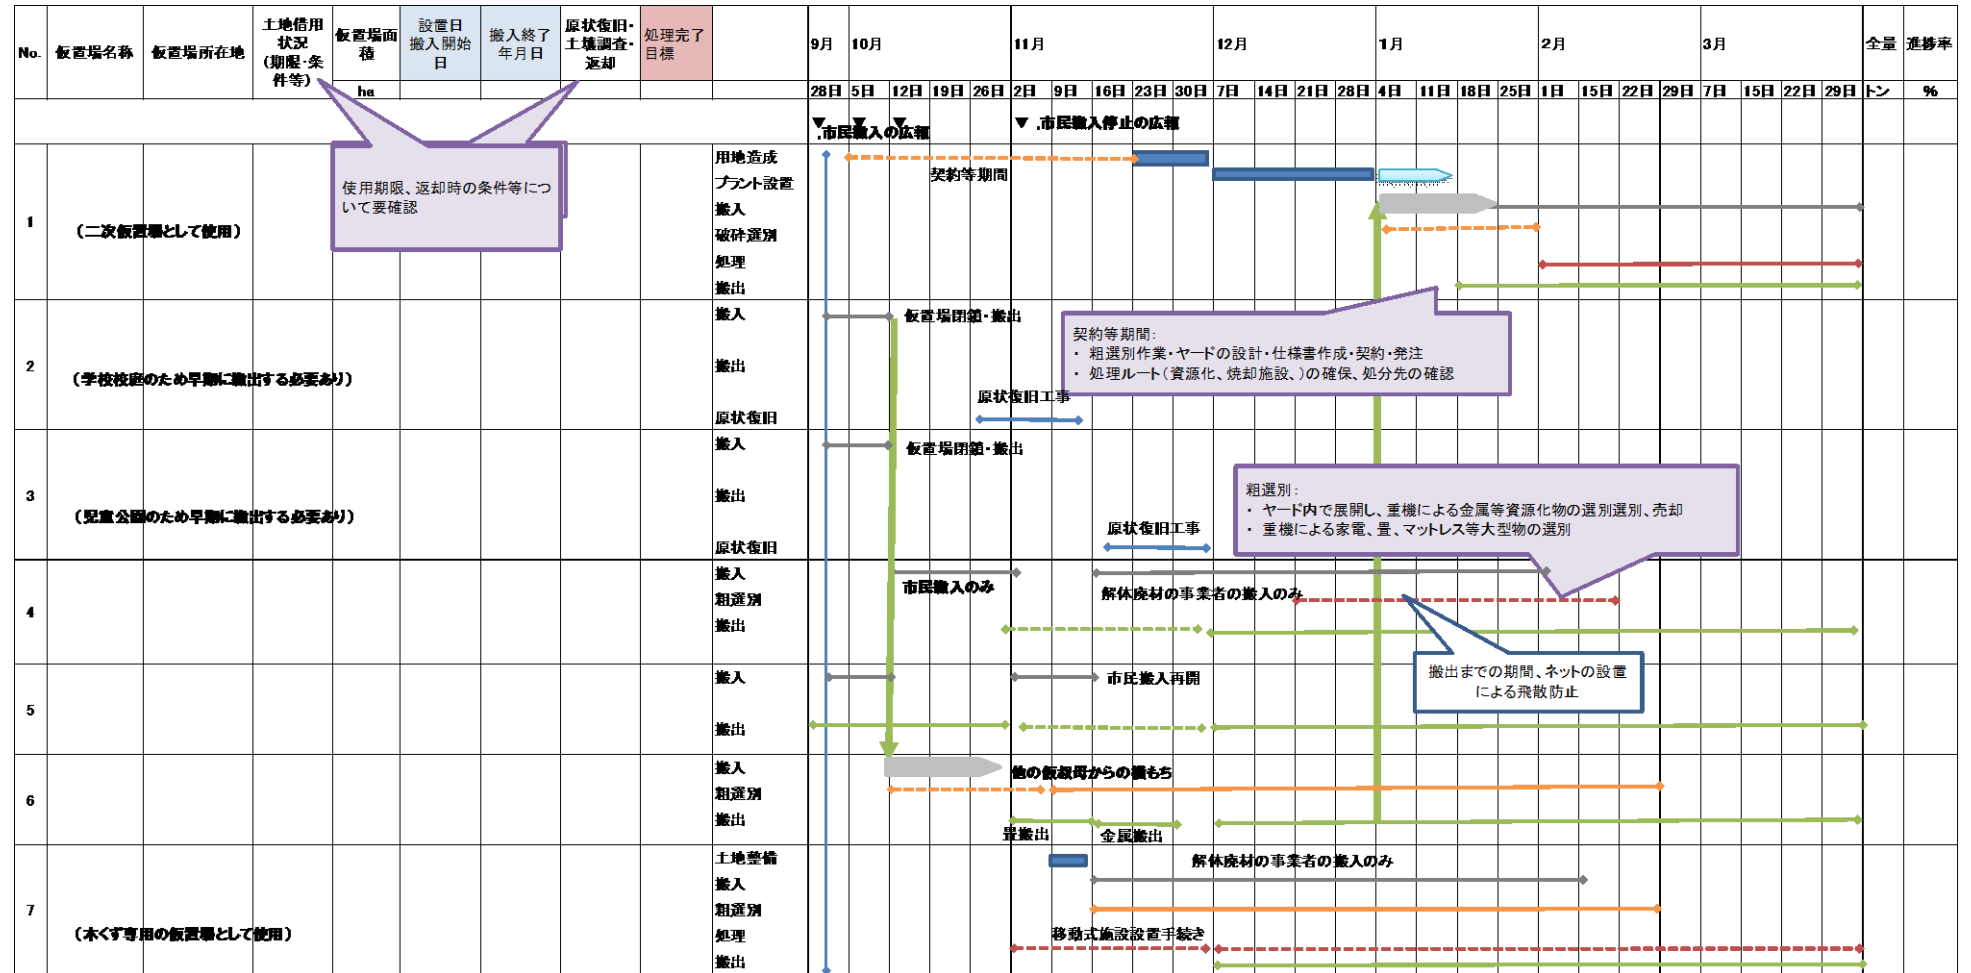 No.
仮置場名称
仮置場所在地
土地借用
状況
(期限･条
件等)
仮置場面
積
設置日
搬入開始
日
搬入終了
年月日
原状復旧･
土壌調査･
返却
処理完了
目標
9月
10月
11月
12月
1月
2月
3月
全量
進捗率
ha
28日 5日 12日 19日 26日 2日 9日 16日 23日 30日 7日 14日 21日 28日 4日 11日 18日 25日 1日 15日 22日 29日 7日 15日 22日 29日 トン %
▼ ▼ ▼
.市民搬入の広報
▼ .市民搬入停止の広報
使用期限、返却時の条件等につ
いて要確認
1
(二次仮置場として使用)
用地造成
プラント設置
搬入
破砕選別
処理
搬出
契約等期間
2
(学校校庭のため早期に搬出する必要あり)
搬入
搬出
原状復旧
仮置場閉鎖･搬出
原状復旧工事
契約等期間:
・ 粗選別作業・ヤードの設計・仕様書作成・契約・発注
・ 処理ルート(資源化、焼却施設、)の確保、処分先の確認
3
(児童公園のため早期に搬出する必要あり)
搬入
搬出
原状復旧
仮置場閉鎖･搬出
原状復旧工事
粗選別:
・ ヤード内で展開し、重機による金属等資源化物の選別選別、売却
・ 重機による家電、畳、マットレス等大型物の選別
4
搬入
粗選別
搬出
市民搬入のみ
解体廃材の事業者の搬入のみ
搬出までの期間、ネットの設置
による飛散防止
5
搬入
搬出
市民搬入再開
6
搬入
粗選別
搬出
他の仮叔母からの横もち
畳搬出
金属搬出
7
(木くず専用の仮置場として使用)
土地整備
搬入
粗選別
処理
搬出
解体廃材の事業者の搬入のみ
移動式施設設置手続き